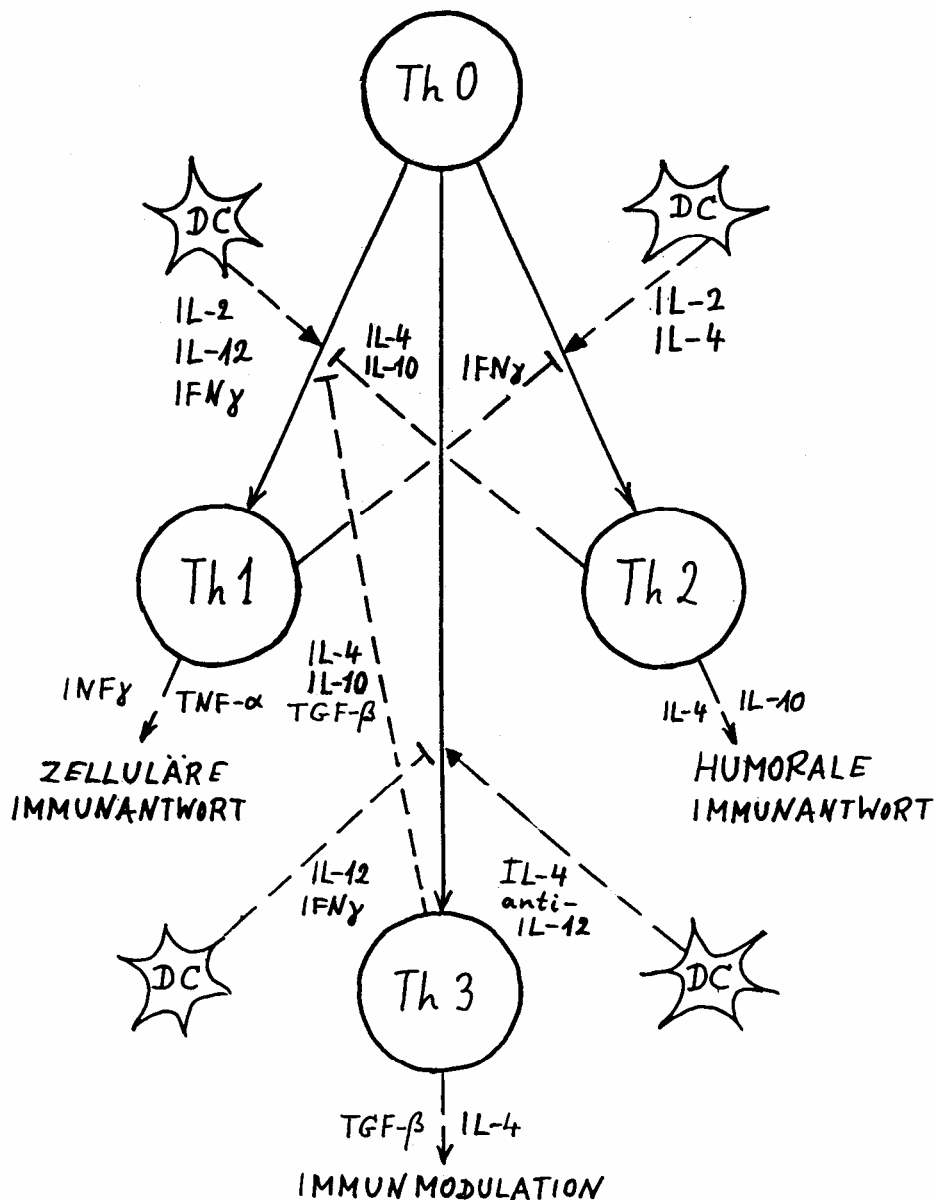 Th 0
DC
DC
IL-2
IL-12
IFNγ
IL-4
IL-10
IFNγ
IL-2
IL-4
Th 1
Th 2
INFγ
TNF-α
ZELLULÄRE
IMMUNANTWORT
IL-4
IL-10
TGF-β
IL-4
IL-10
HUMORALE
IMMUNANTWORT
IL-12
IFNγ
IL-4
anti-
IL-12
DC
Th 3
DC
TGF-β
IL-4
IMMUNMODULATION